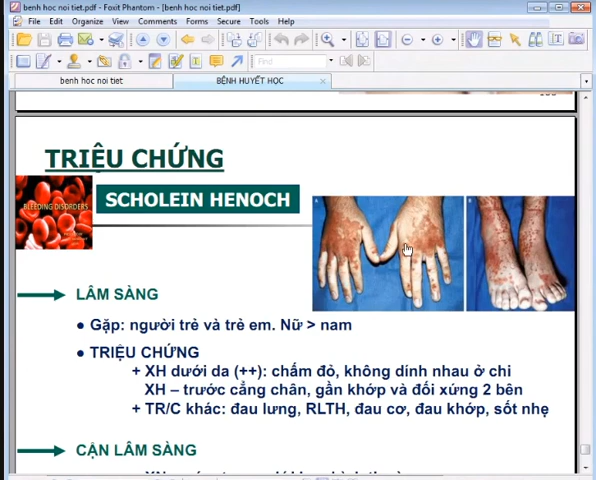 benh hoc noi tiet.pdf - Foxit Phantom - [benh hoc noi tiet.pdf]
File Edit Organize View Comments Forms Secure Tools Help
Find
benh hoc noi tiet
BỆNH HUYẾT HỌC
TRIỆU CHỨNG
BLEEDING DISORDERS
SCHOLEIN HENOCH
A
B
LÂM SÀNG
● Gặp: người trẻ và trẻ em. Nữ > nam
● TRIỆU CHỨNG
+ XH dưới da (++): chấm đỏ, không dính nhau ở chi
XH – trước cẳng chân, gần khớp và đối xứng 2 bên
+ TR/C khác: đau lưng, RLTH, đau cơ, đau khớp, sốt nhẹ
CẬN LÂM SÀNG